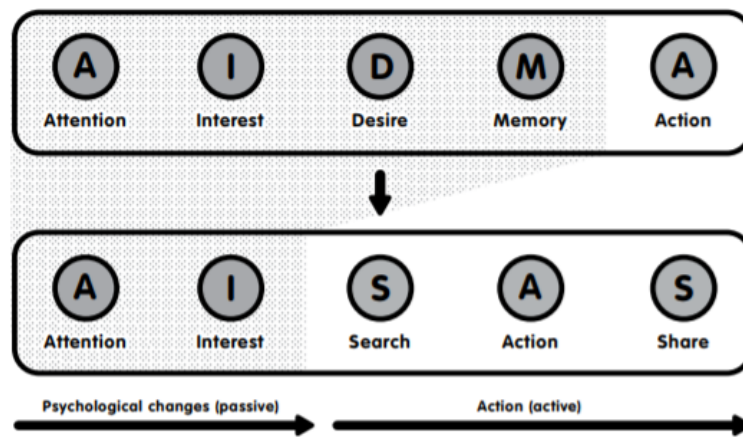 A I D M A
Attention Interest Desire Memory Action
A I S A S
Attention Interest Search Action Share
Psychological changes (passive) Action (active)